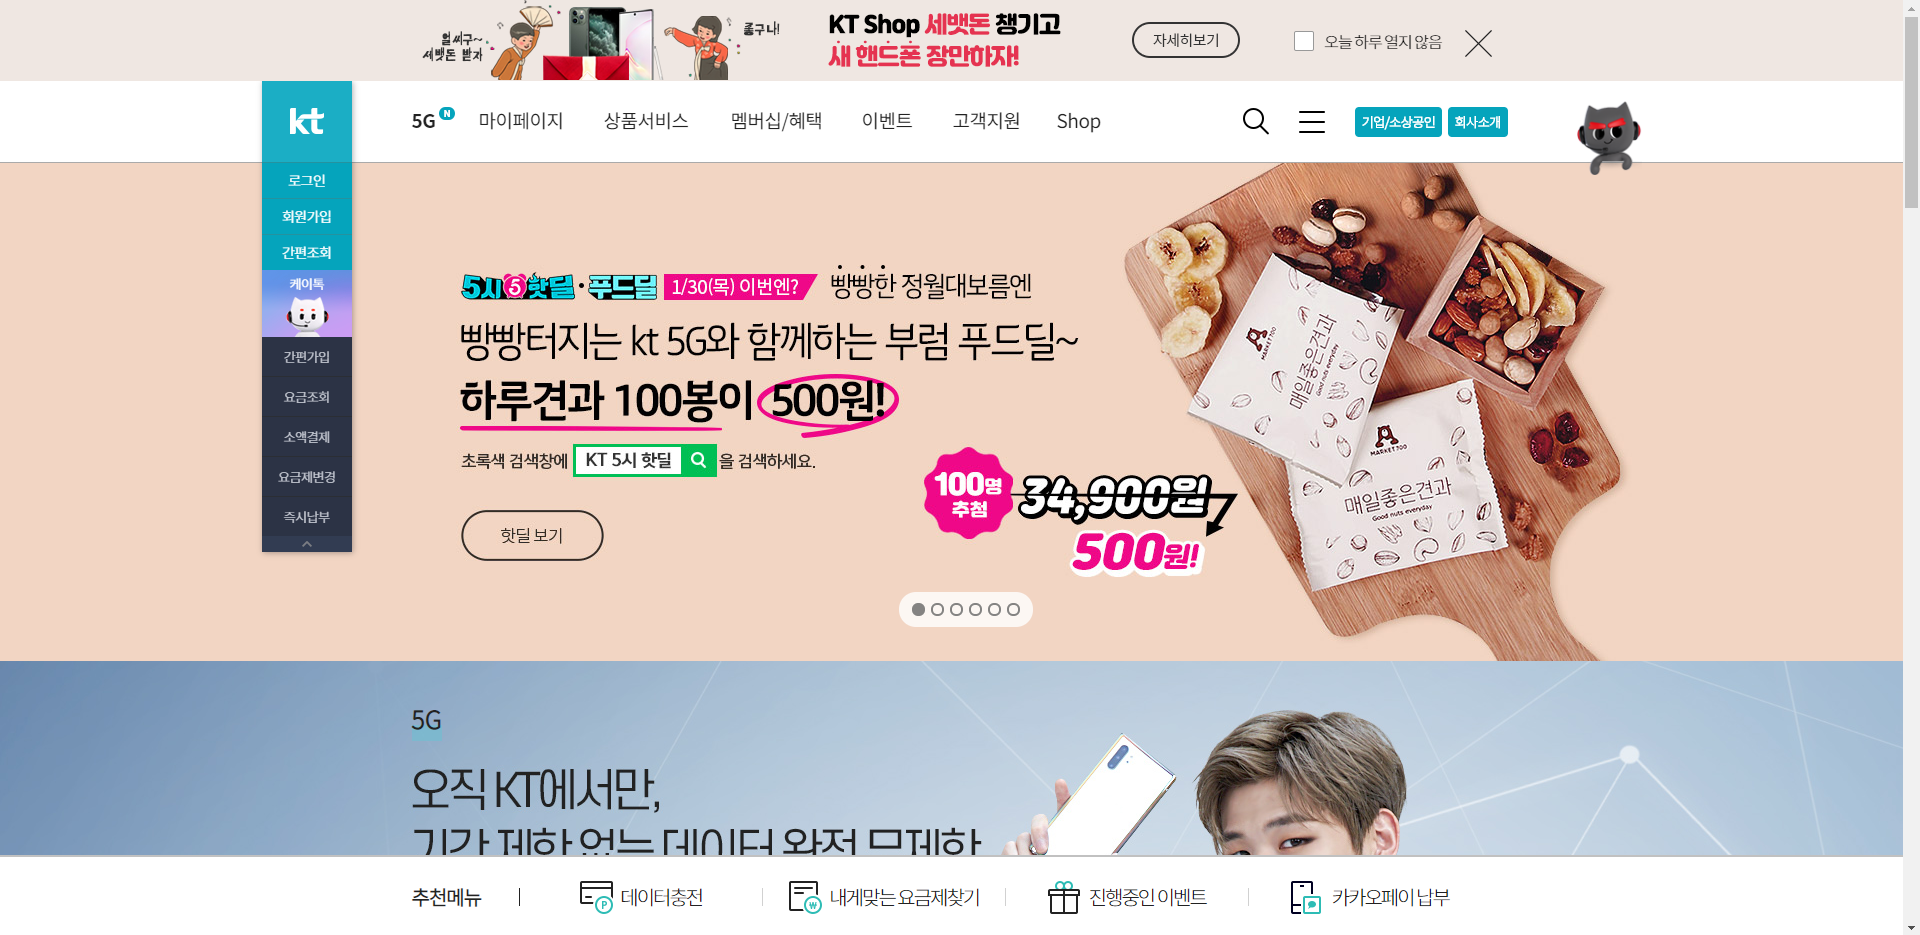 얼씨구~
세뱃돈 받자
좋구나!
KT Shop 세뱃돈 챙기고
새 핸드폰 장만하자!
자세히보기
오늘 하루 열지 않음
kt
5G N
마이페이지
상품서비스
멤버십/혜택
이벤트
고객지원
Shop
기업/소상공인
회사소개
로그인
회원가입
간편조회
케이톡
간편가입
요금조회
소액결제
요금제변경
즉시납부
5시 5 핫딜·푸드딜 1/30(목) 이번엔? 빵빵한 정월대보름엔
빵빵터지는 kt 5G와 함께하는 부럼 푸드딜~
하루견과 100봉이 500원!
초록색 검색창에 KT 5시 핫딜 을 검색하세요.
핫딜 보기
100명
추첨
34,900원
500원!
MARKET700
매일좋은견과
Good nuts everyday
MARKET700
매일좋은견과
Good nuts everyday
5G
오직 KT에서만,
기간 제한 없는 데이터 완전 무제한
추천메뉴
데이터충전
내게맞는 요금제찾기
진행중인 이벤트
카카오페이 납부